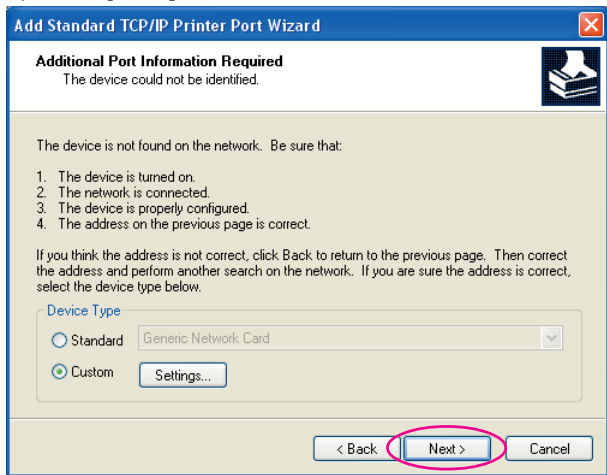 Add Standard TCP/IP Printer Port Wizard
Additional Port Information Required
The device could not be identified.
The device is not found on the network. Be sure that:
1. The device is turned on.
2. The network is connected.
3. The device is properly configured.
4. The address on the previous page is correct.
If you think the address is not correct, click Back to return to the previous page. Then correct
the address and perform another search on the network. If you are sure the address is correct,
select the device type below.
Device Type
Standard Generic Network Card
Custom Settings...
< Back Next > Cancel